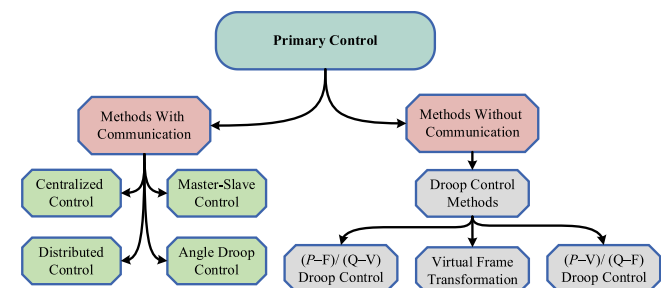 Primary Control
Methods With
Communication
Methods Without
Communication
Centralized
Control
Master-Slave
Control
Droop Control
Methods
Distributed
Control
Angle Droop
Control
(P–F)/ (Q–V)
Droop Control
Virtual Frame
Transformation
(P–V)/ (Q–F)
Droop Control